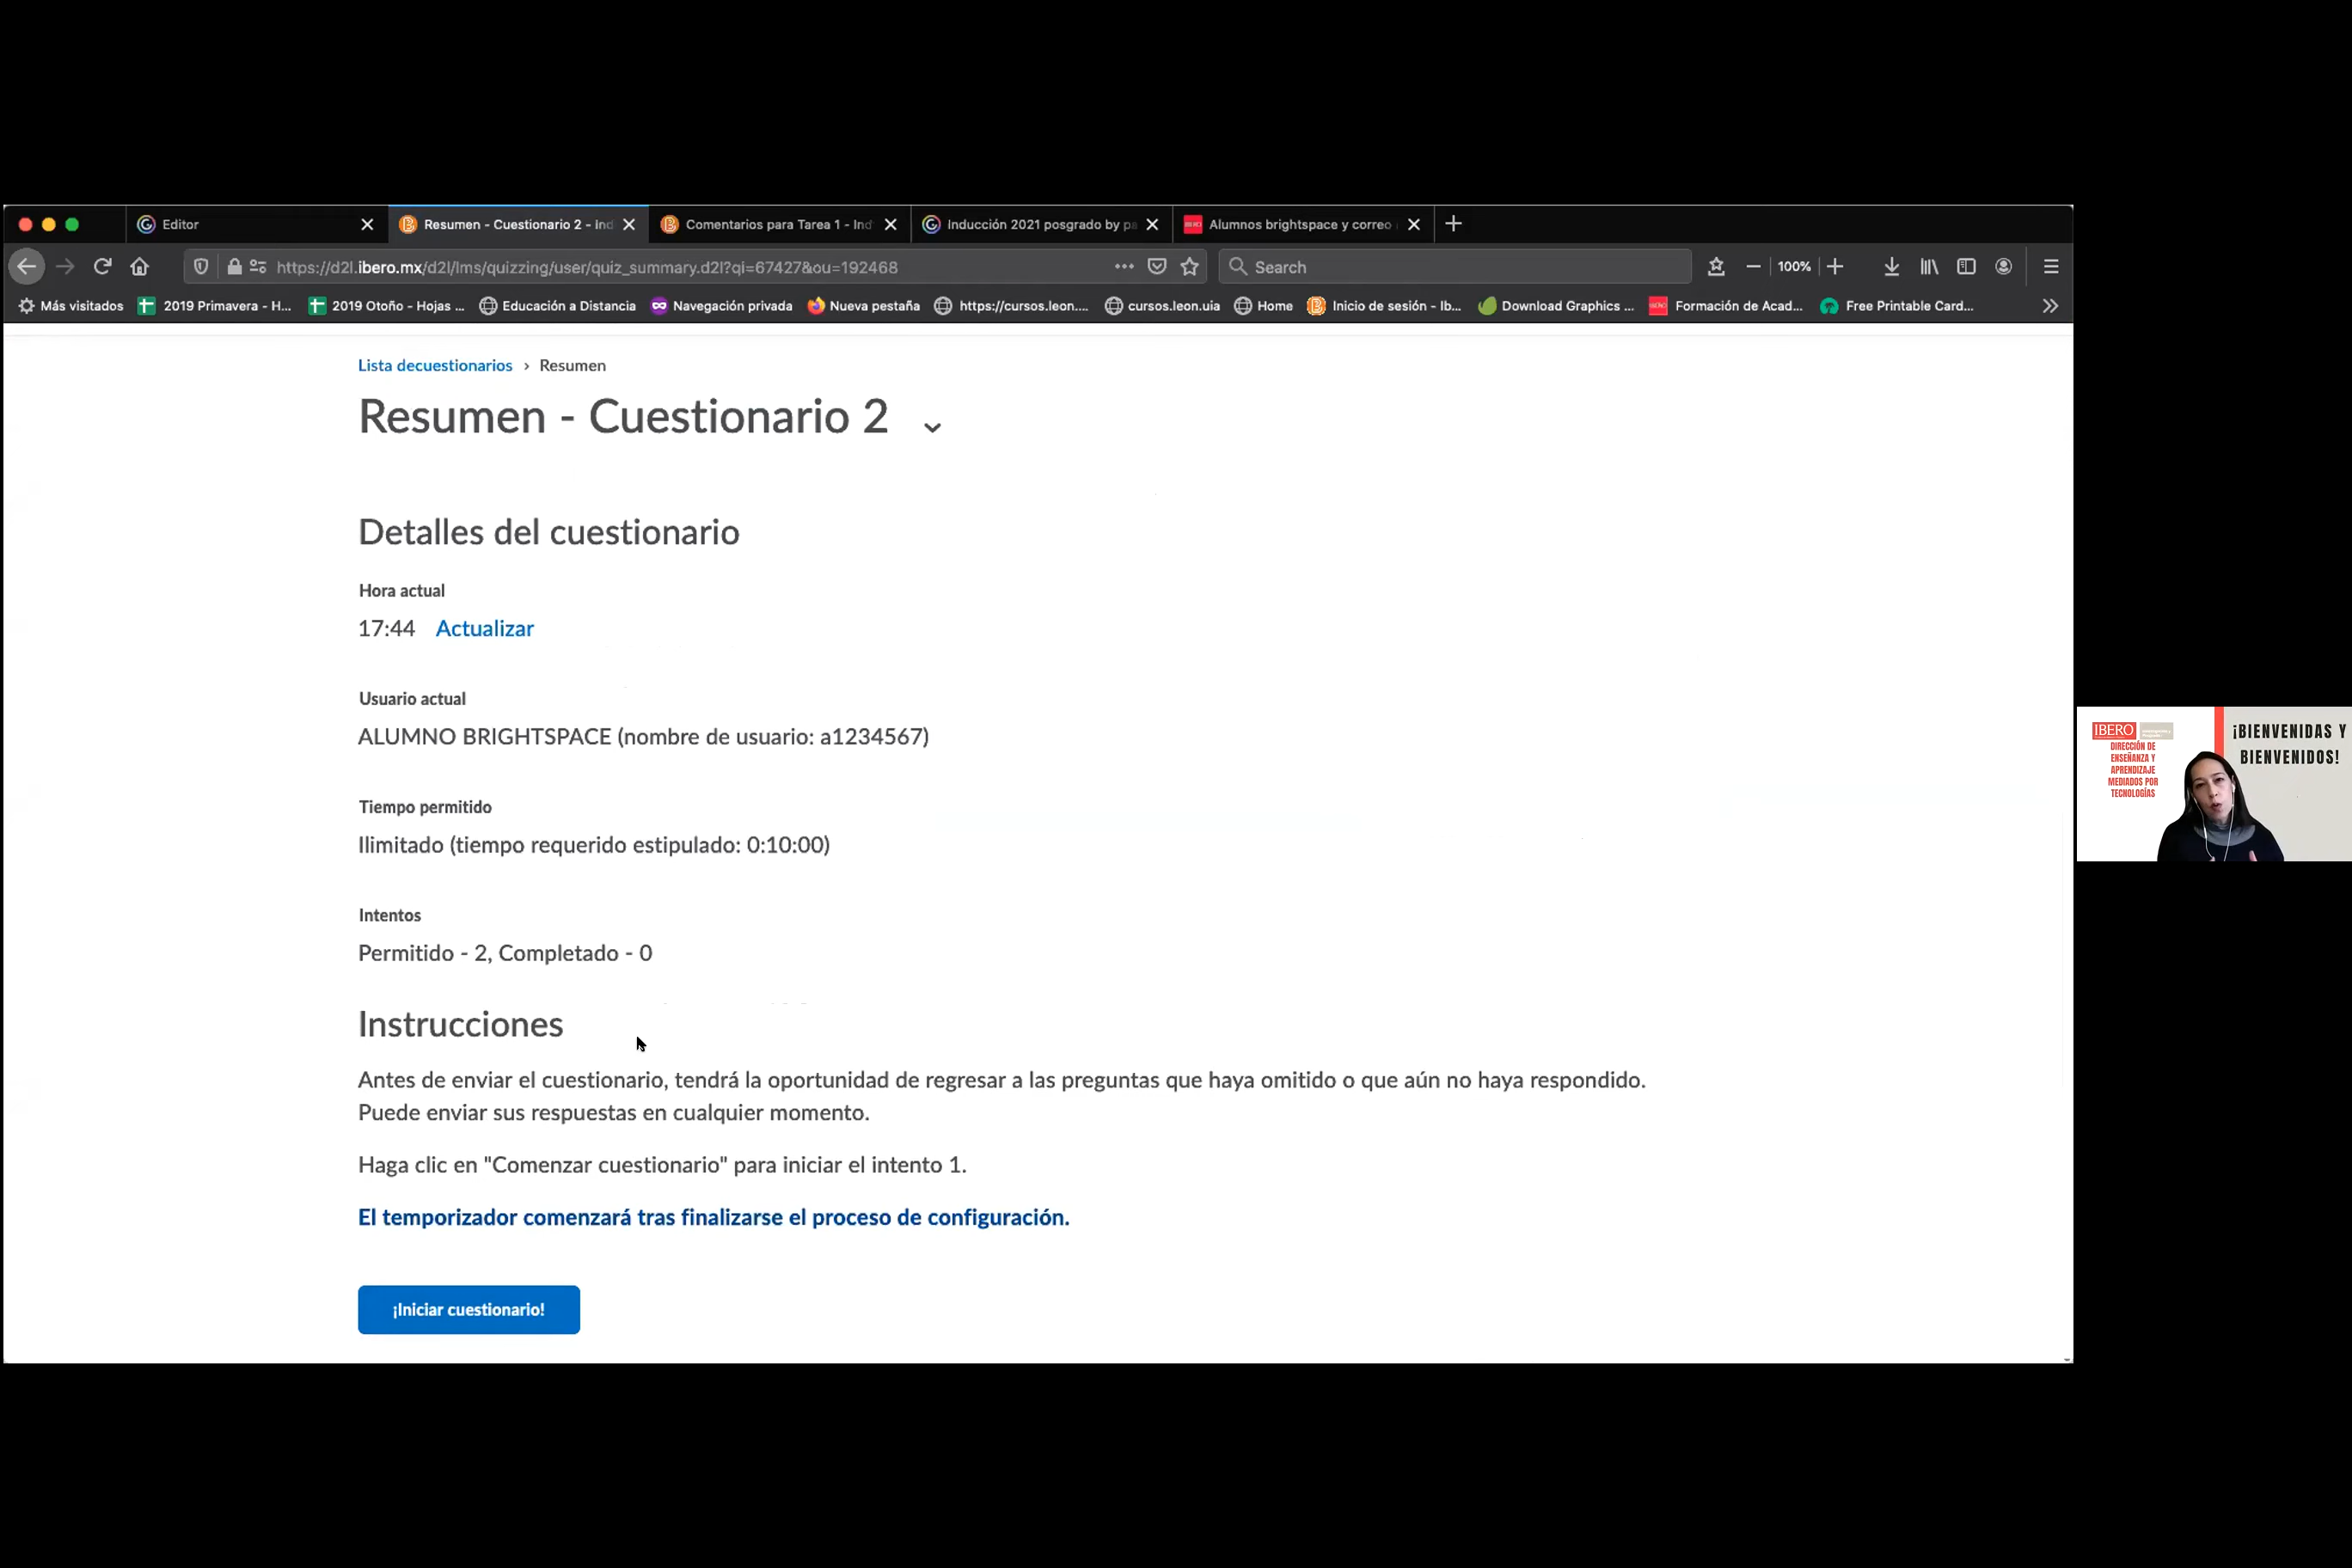 Editor
Resumen - Cuestionario 2 - Ind
Comentarios para Tarea 1 - Ind
Inducción 2021 posgrado by pa
Alumnos brightspace y correo
https://d2l.ibero.mx/d2l/lms/quizzing/user/quiz_summary.d2l?qi=67427&ou=192468
Search
100%
Más visitados
2019 Primavera - H...
2019 Otoño - Hojas ...
Educación a Distancia
Navegación privada
Nueva pestaña
https://cursos.leon....
cursos.leon.uia
Home
Inicio de sesión - Ib...
Download Graphics ...
Formación de Acad...
Free Printable Card...
Lista decuestionarios › Resumen
Resumen - Cuestionario 2
Detalles del cuestionario
Hora actual
17:44 Actualizar
Usuario actual
ALUMNO BRIGHTSPACE (nombre de usuario: a1234567)
Tiempo permitido
Ilimitado (tiempo requerido estipulado: 0:10:00)
Intentos
Permitido - 2, Completado - 0
Instrucciones
Antes de enviar el cuestionario, tendrá la oportunidad de regresar a las preguntas que haya omitido o que aún no haya respondido.
Puede enviar sus respuestas en cualquier momento.
Haga clic en "Comenzar cuestionario" para iniciar el intento 1.
El temporizador comenzará tras finalizarse el proceso de configuración.
¡Iniciar cuestionario!
IBERO
DIRECCIÓN DE
ENSEÑANZA Y
APRENDIZAJE
MEDIADOS POR
TECNOLOGÍAS
¡BIENVENIDAS Y
BIENVENIDOS!